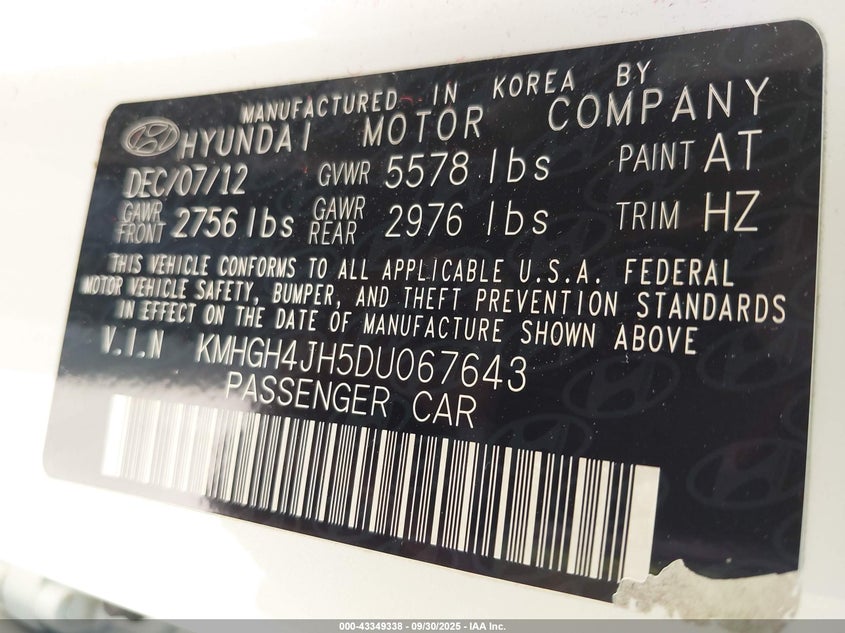 MANUFACTURED IN KOREA BY
HYUNDAI MOTOR COMPANY
DEC/07/12 GVWR 5578 lbs PAINT AT
GAWR FRONT 2756 lbs GAWR REAR 2976 lbs TRIM HZ
THIS VEHICLE CONFORMS TO ALL APPLICABLE U.S.A. FEDERAL
MOTOR VEHICLE SAFETY, BUMPER, AND THEFT PREVENTION STANDARDS
IN EFFECT ON THE DATE OF MANUFACTURE SHOWN ABOVE
V.I.N KMHGH4JH5DU067643
PASSENGER CAR
000-43349338 - 09/30/2025 - IAA Inc.